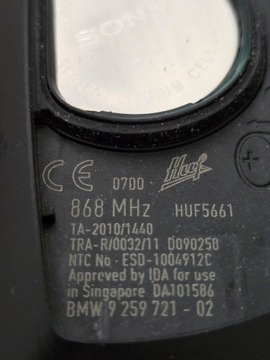 SONY
CE 0700 Huf
868 MHz HUF5661
TA-2010/1440
TRA-R/0032/11 D090258
NTC No · ESD-1004912C
Approved by IDA for use
in Singapore DA101586
BMW 9 259 721 - 02